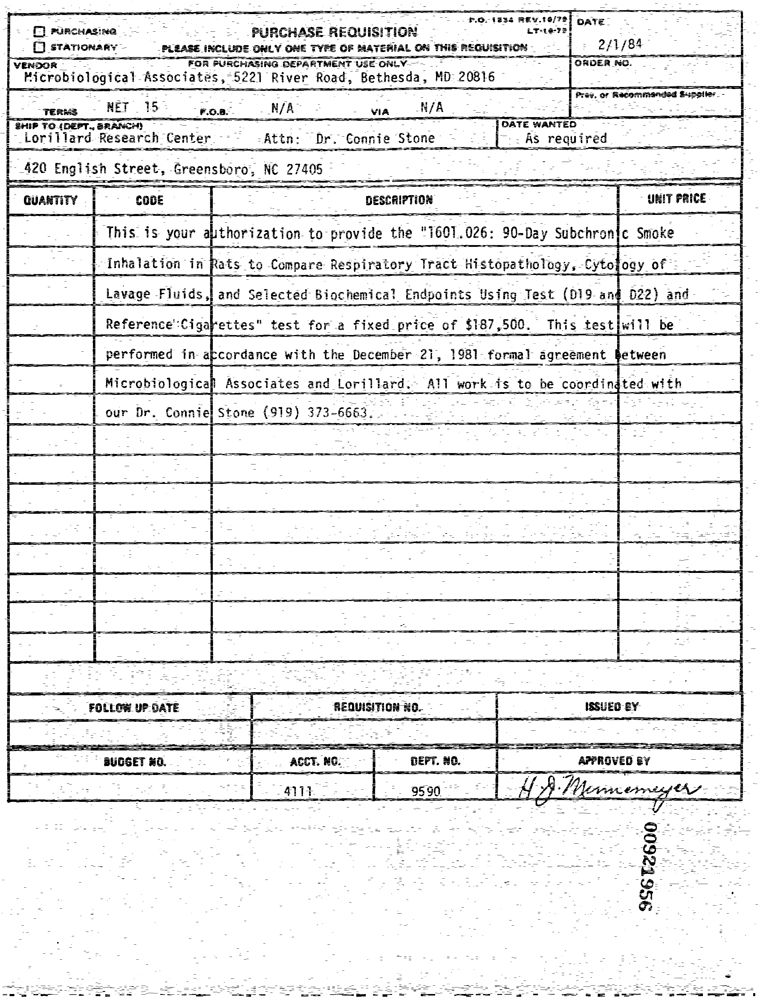 P.O. 1834 REV.10/79
LT-10-79
☐ PURCHASING PURCHASE REQUISITION DATE
☐ STATIONARY PLEASE INCLUDE ONLY ONE TYPE OF MATERIAL ON THIS REQUISITION 2/1/84
VENDOR FOR PURCHASING DEPARTMENT USE ONLY ORDER NO.
Microbiological Associates, 5221 River Road, Bethesda, MD 20816
Prev. or Recommended Supplier
TERMS NET 15 F.O.B. N/A VIA N/A
SHIP TO (DEPT., BRANCH) DATE WANTED
Lorillard Research Center Attn: Dr. Connie Stone As required
420 English Street, Greensboro, NC 27405
QUANTITY CODE DESCRIPTION UNIT PRICE
This is your authorization to provide the "1601.026: 90-Day Subchronic Smoke
Inhalation in Rats to Compare Respiratory Tract Histopathology, Cytology of
Lavage Fluids, and Selected Biochemical Endpoints Using Test (D19 and D22) and
Reference Cigarettes" test for a fixed price of $187,500. This test will be
performed in accordance with the December 21, 1981 formal agreement between
Microbiological Associates and Lorillard. All work is to be coordinated with
our Dr. Connie Stone (919) 373-6663.
FOLLOW UP DATE REQUISITION NO. ISSUED BY
BUDGET NO. ACCT. NO. DEPT. NO. APPROVED BY
4111 9590 H. J. Minnemeyer
00921956